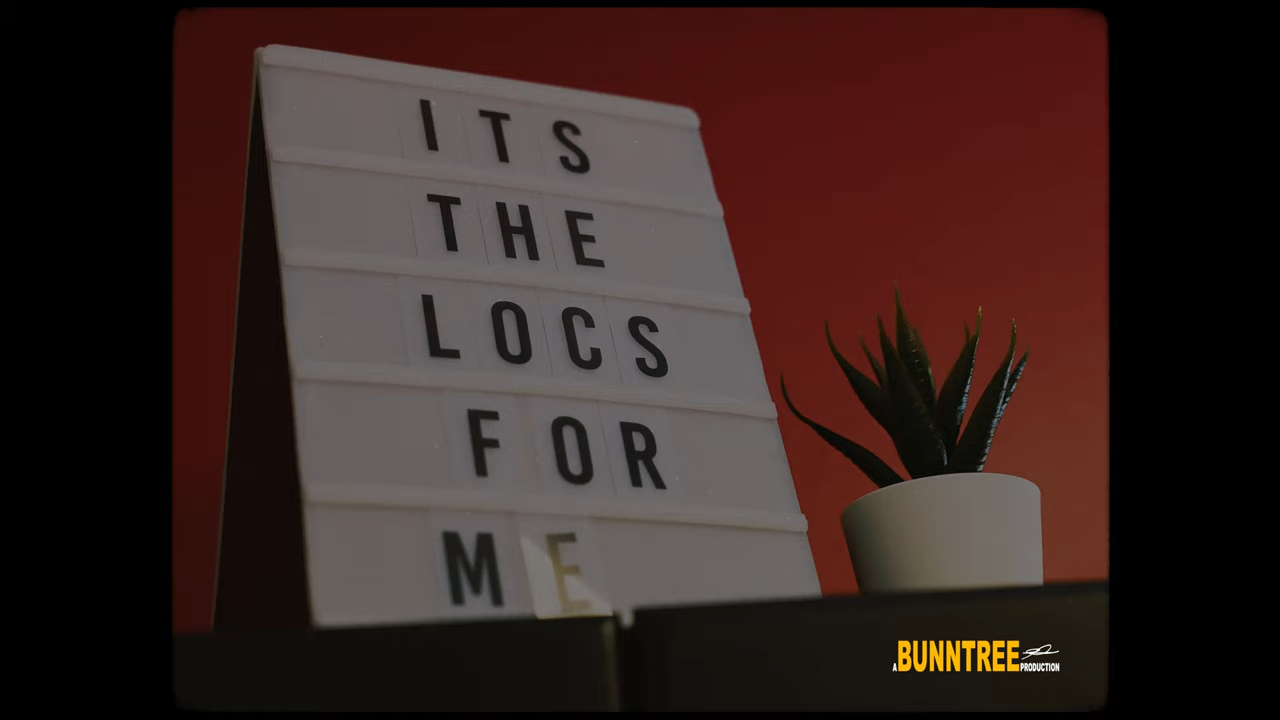 ITS
THE
LOCS
FOR
ME
A BUNNTREE PRODUCTION